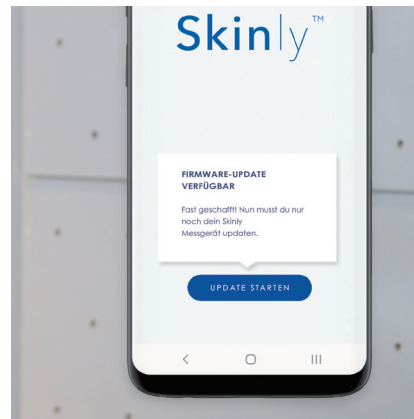 Skinly™
FIRMWARE-UPDATE
VERFÜGBAR
Fast geschafft! Nun musst du nur
noch dein Skinly
Messgerät updaten.
UPDATE STARTEN